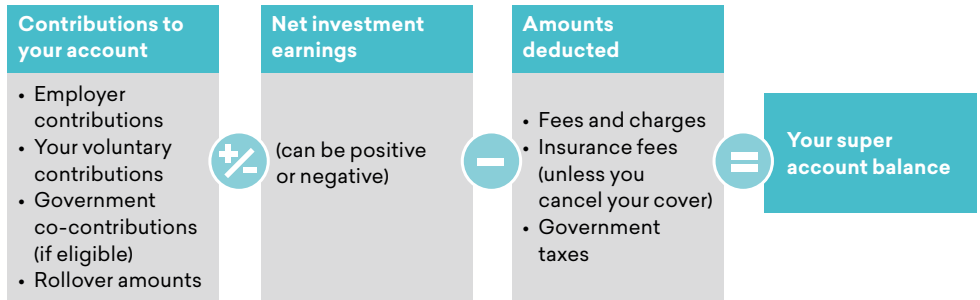 Contributions to
your account
• Employer
contributions
• Your voluntary
contributions
• Government
co-contributions
(if eligible)
• Rollover amounts
+/-
Net investment
earnings
(can be positive
or negative)
−
Amounts
deducted
• Fees and charges
• Insurance fees
(unless you
cancel your cover)
• Government
taxes
=
Your super
account balance